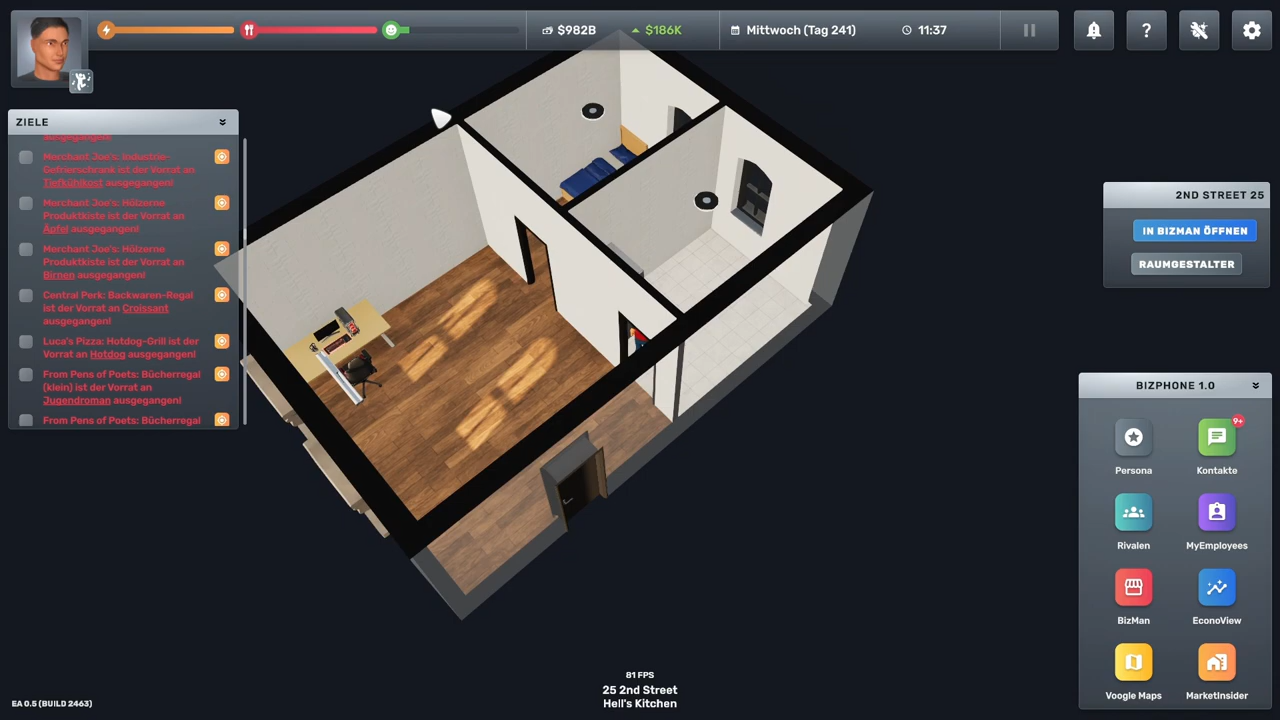 $982B
$186K
Mittwoch (Tag 241)
11:37
?
ZIELE
ausgegangen!
Merchant Joe's: Industrie-
Gefrierschrank ist der Vorrat an
Tiefkühlkost ausgegangen!
Merchant Joe's: Hölzerne
Produktkiste ist der Vorrat an
Äpfel ausgegangen!
Merchant Joe's: Hölzerne
Produktkiste ist der Vorrat an
Birnen ausgegangen!
Central Perk: Backwaren-Regal
ist der Vorrat an Croissant
ausgegangen!
Luca's Pizza: Hotdog-Grill ist der
Vorrat an Hotdog ausgegangen!
From Pens of Poets: Bücherregal
(klein) ist der Vorrat an
Jugendroman ausgegangen!
From Pens of Poets: Bücherregal
2ND STREET 25
IN BIZMAN ÖFFNEN
RAUMGESTALTER
BIZPHONE 1.0
9+
Persona
Kontakte
Rivalen
MyEmployees
BizMan
EconoView
Voogle Maps
MarketInsider
81 FPS
25 2nd Street
Hell's Kitchen
EA 0.5 (BUILD 2463)